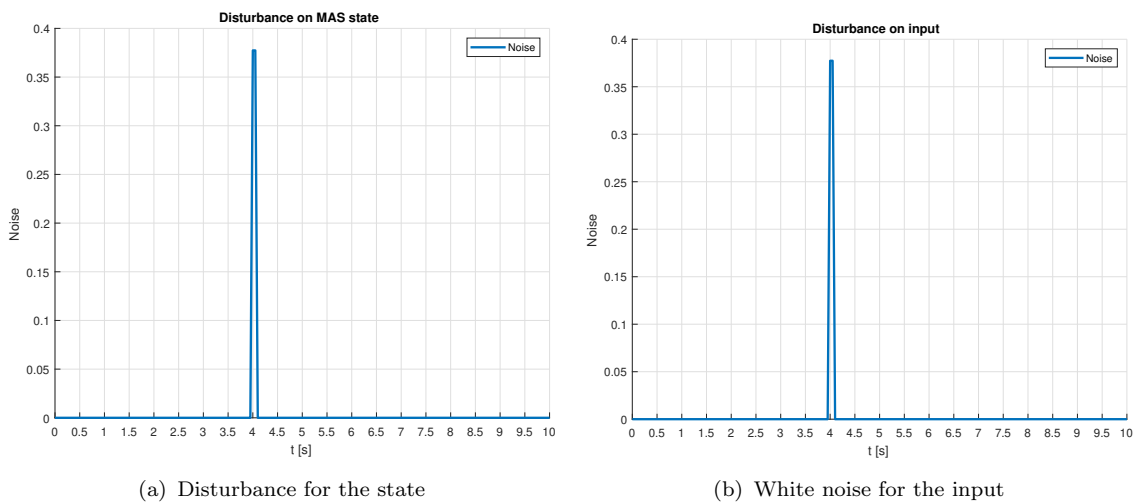 Disturbance on MAS state
Noise
0.4
0.35
0.3
0.25
0.2
0.15
0.1
0.05
0
Noise
0 0.5 1 1.5 2 2.5 3 3.5 4 4.5 5 5.5 6 6.5 7 7.5 8 8.5 9 9.5 10
t [s]
(a) Disturbance for the state
Disturbance on input
Noise
0.4
0.35
0.3
0.25
0.2
0.15
0.1
0.05
0
Noise
0 0.5 1 1.5 2 2.5 3 3.5 4 4.5 5 5.5 6 6.5 7 7.5 8 8.5 9 9.5 10
t [s]
(b) White noise for the input